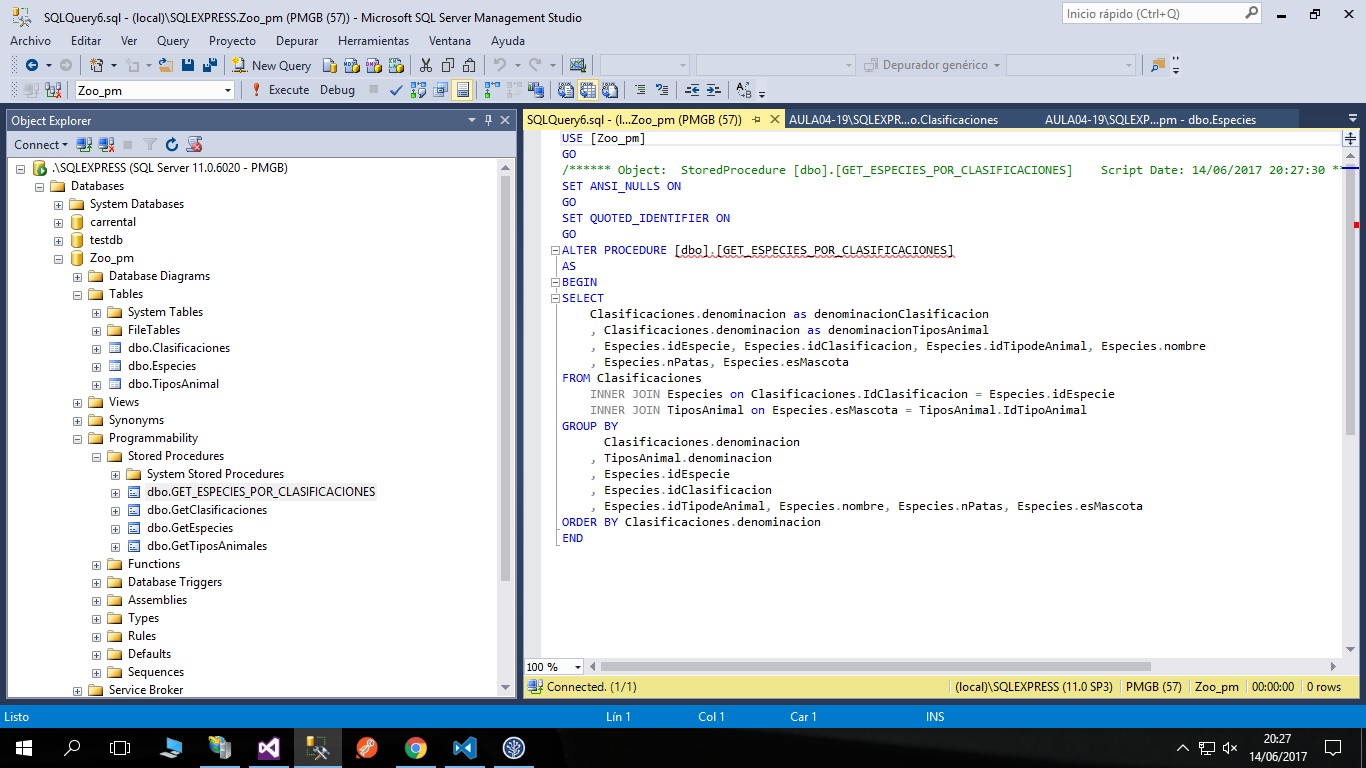 SQLQuery6.sql - (local)\SQLEXPRESS.Zoo_pm (PMGB (57)) - Microsoft SQL Server Management Studio
Inicio rápido (Ctrl+Q)
Archivo Editar Ver Query Proyecto Depurar Herramientas Ventana Ayuda
New Query
Depurador genérico
Zoo_pm
Execute Debug
Object Explorer
Connect
.\SQLEXPRESS (SQL Server 11.0.6020 - PMGB)
Databases
System Databases
carrental
testdb
Zoo_pm
Database Diagrams
Tables
System Tables
FileTables
dbo.Clasificaciones
dbo.Especies
dbo.TiposAnimal
Views
Synonyms
Programmability
Stored Procedures
System Stored Procedures
dbo.GET_ESPECIES_POR_CLASIFICACIONES
dbo.GetClasificaciones
dbo.GetEspecies
dbo.GetTiposAnimales
Functions
Database Triggers
Assemblies
Types
Rules
Defaults
Sequences
Service Broker
SQLQuery6.sql - (l...Zoo_pm (PMGB (57)) AULA04-19\SQLEXPR...o.Clasificaciones AULA04-19\SQLEXP...pm - dbo.Especies
USE [Zoo_pm]
GO
/****** Object:  StoredProcedure [dbo].[GET_ESPECIES_POR_CLASIFICACIONES]    Script Date: 14/06/2017 20:27:30 **
SET ANSI_NULLS ON
GO
SET QUOTED_IDENTIFIER ON
GO
ALTER PROCEDURE [dbo].[GET_ESPECIES_POR_CLASIFICACIONES]
AS
BEGIN
SELECT
Clasificaciones.denominacion as denominacionClasificacion
, Clasificaciones.denominacion as denominacionTiposAnimal
, Especies.idEspecie, Especies.idClasificacion, Especies.idTipodeAnimal, Especies.nombre
, Especies.nPatas, Especies.esMascota
FROM Clasificaciones
INNER JOIN Especies on Clasificaciones.IdClasificacion = Especies.idEspecie
INNER JOIN TiposAnimal on Especies.esMascota = TiposAnimal.IdTipoAnimal
GROUP BY
Clasificaciones.denominacion
, TiposAnimal.denominacion
, Especies.idEspecie
, Especies.idClasificacion
, Especies.idTipodeAnimal, Especies.nombre, Especies.nPatas, Especies.esMascota
ORDER BY Clasificaciones.denominacion
END
100 %
Connected. (1/1) (local)\SQLEXPRESS (11.0 SP3) PMGB (57) Zoo_pm 00:00:00 0 rows
Listo Lín 1 Col 1 Car 1 INS
20:27
14/06/2017